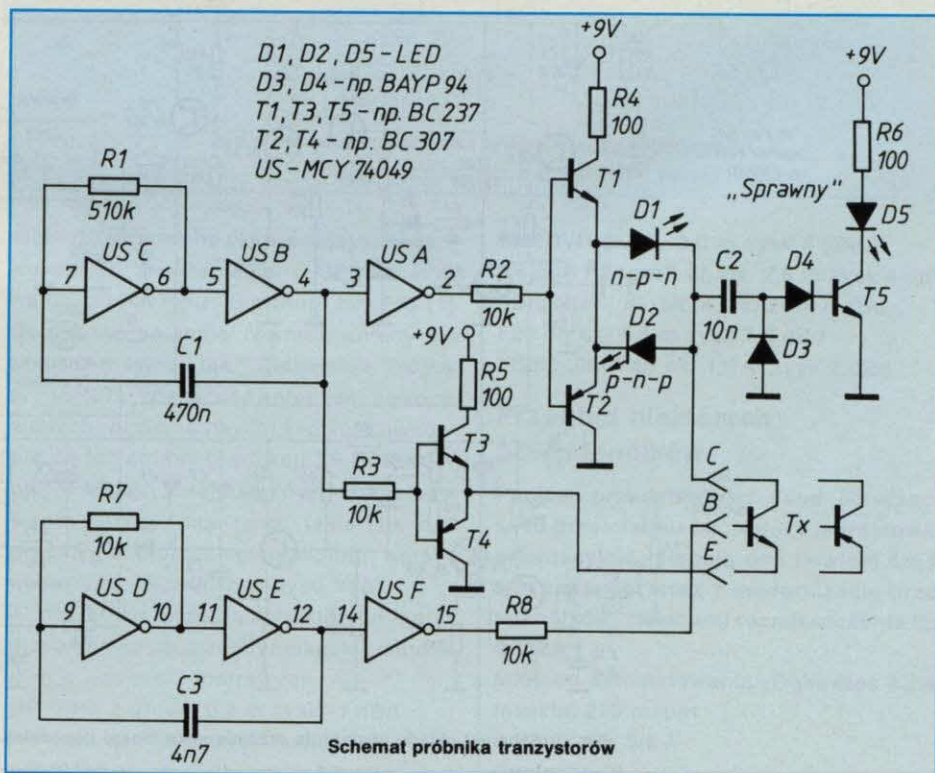 D1, D2, D5 – LED
D3, D4 – np. BAYP 94
T1, T3, T5 – np. BC 237
T2, T4 – np. BC 307
US – MCY 74049
+9V
R4
100
T1
D1
n-p-n
D2
p-n-p
T2
+9V
R6
100
„Sprawny”
D5
C2
10n
D4
D3
T5
R1
510k
7
US C
6
5
US B
4
3
US A
2
R2
10k
C1
470n
+9V
R5
100
T3
R3
10k
T4
C
B
E
Tx
R7
10k
9
US D
10
11
US E
12
14
US F
15
R8
10k
C3
4n7
Schemat próbnika tranzystorów